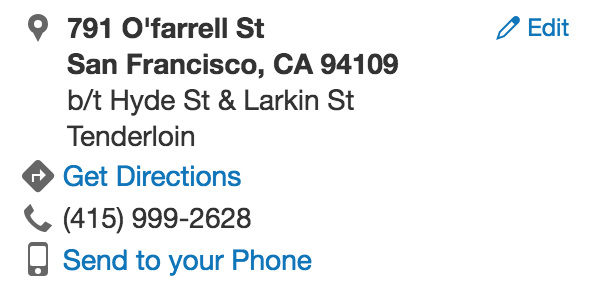 791 O'farrell St
Edit
San Francisco, CA 94109
b/t Hyde St & Larkin St
Tenderloin
Get Directions
(415) 999-2628
Send to your Phone